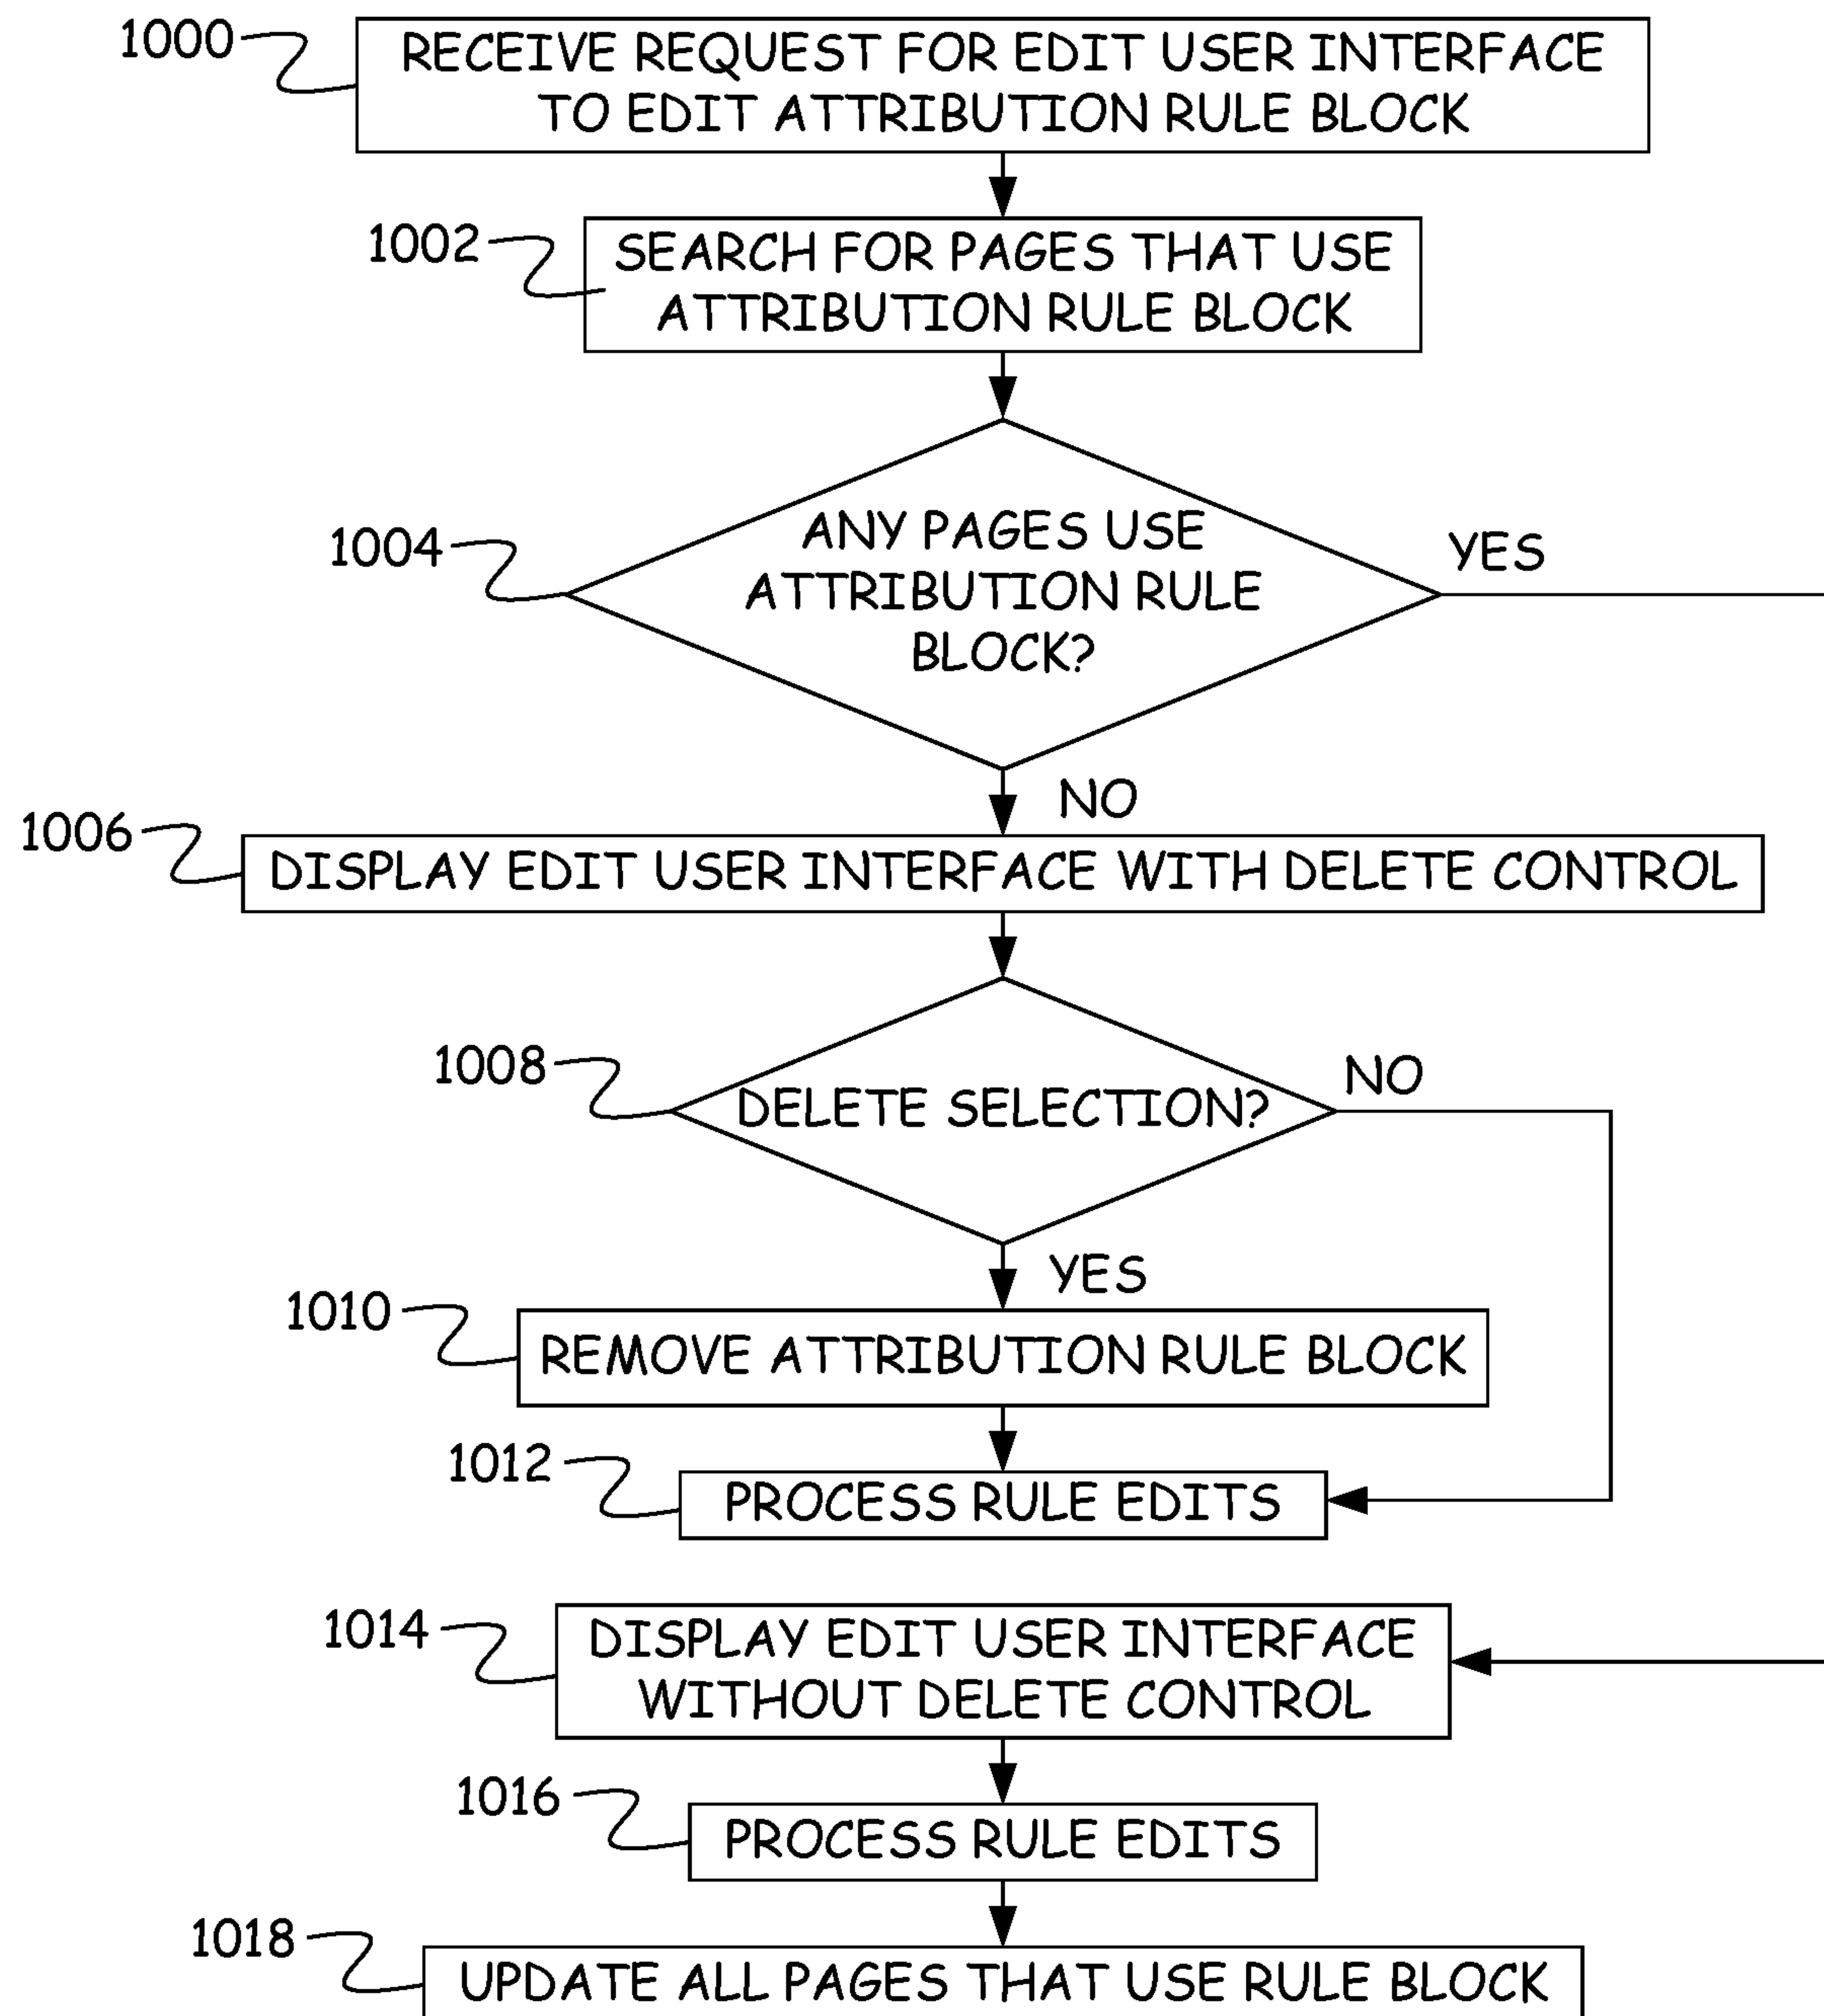 1000
RECEIVE REQUEST FOR EDIT USER INTERFACE
TO EDIT ATTRIBUTION RULE BLOCK
1002
SEARCH FOR PAGES THAT USE
ATTRIBUTION RULE BLOCK
1004
ANY PAGES USE
ATTRIBUTION RULE
BLOCK?
YES
NO
1006
DISPLAY EDIT USER INTERFACE WITH DELETE CONTROL
1008
DELETE SELECTION?
NO
YES
1010
REMOVE ATTRIBUTION RULE BLOCK
1012
PROCESS RULE EDITS
1014
DISPLAY EDIT USER INTERFACE
WITHOUT DELETE CONTROL
1016
PROCESS RULE EDITS
1018
UPDATE ALL PAGES THAT USE RULE BLOCK